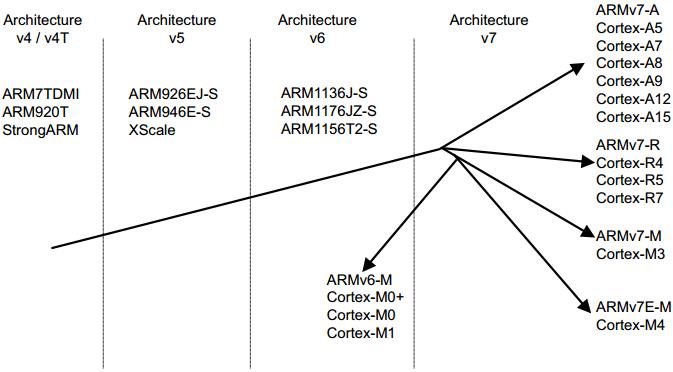 Architecture
v4 / v4T
Architecture
v5
Architecture
v6
Architecture
v7
ARM7TDMI
ARM920T
StrongARM
ARM926EJ-S
ARM946E-S
XScale
ARM1136J-S
ARM1176JZ-S
ARM1156T2-S
ARMv7-A
Cortex-A5
Cortex-A7
Cortex-A8
Cortex-A9
Cortex-A12
Cortex-A15
ARMv7-R
Cortex-R4
Cortex-R5
Cortex-R7
ARMv7-M
Cortex-M3
ARMv6-M
Cortex-M0+
Cortex-M0
Cortex-M1
ARMv7E-M
Cortex-M4